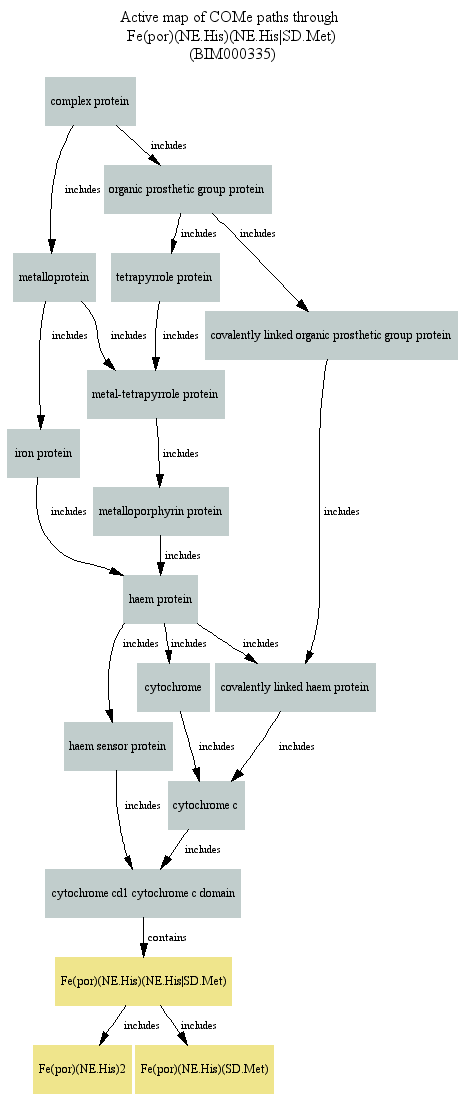 Active map of COMe paths through
Fe(por)(NE.His)(NE.His|SD.Met)
(BIM000335)
complex protein
includes
includes
organic prosthetic group protein
includes
includes
metalloprotein
tetrapyrrole protein
covalently linked organic prosthetic group protein
includes
includes
includes
metal-tetrapyrrole protein
iron protein
includes
metalloporphyrin protein
includes
includes
includes
haem protein
includes
includes
includes
cytochrome
covalently linked haem protein
haem sensor protein
includes
includes
cytochrome c
includes
includes
cytochrome cd1 cytochrome c domain
contains
Fe(por)(NE.His)(NE.His|SD.Met)
includes
includes
Fe(por)(NE.His)2
Fe(por)(NE.His)(SD.Met)